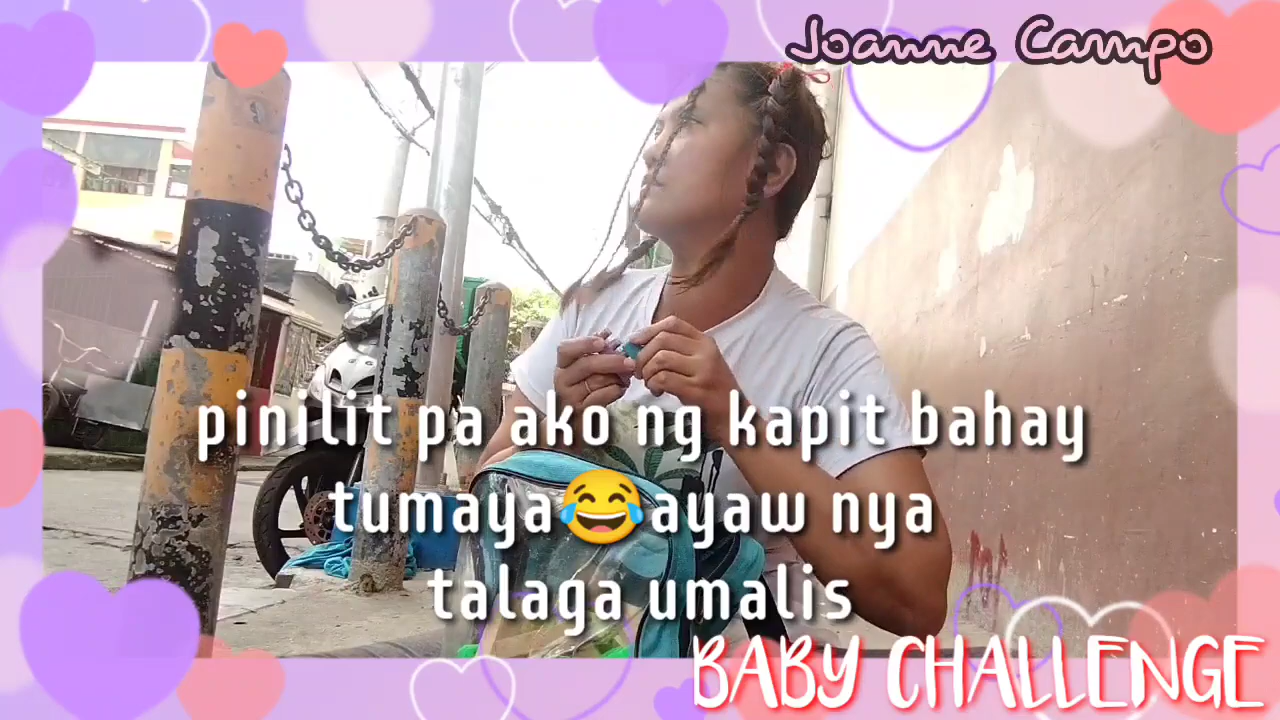 Joanne Campo
pinilit pa ako ng kapit bahay
tumaya😂ayaw nya
talaga umalis
BABY CHALLENGE